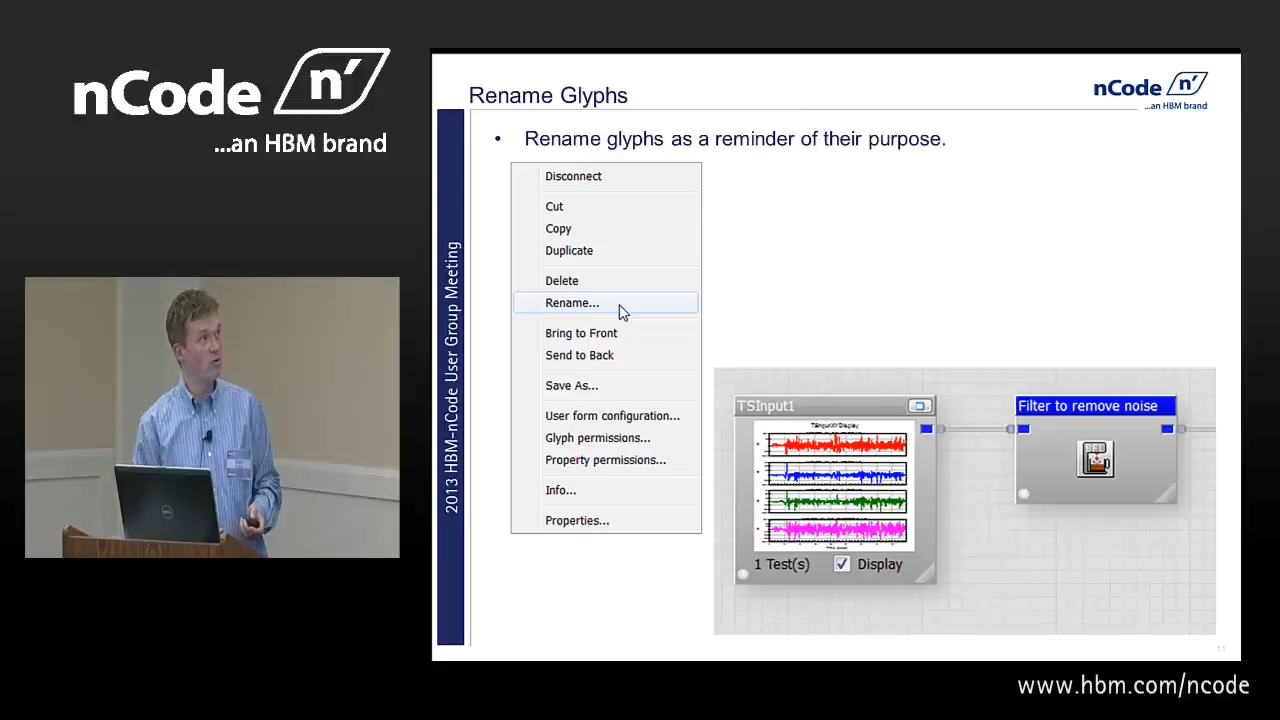 nCode n'
...an HBM brand
Rename Glyphs
nCode n'
...an HBM brand
• Rename glyphs as a reminder of their purpose.
2013 HBM-nCode User Group Meeting
Disconnect
Cut
Copy
Duplicate
Delete
Rename...
Bring to Front
Send to Back
Save As...
User form configuration...
Glyph permissions...
Property permissions...
Info...
Properties...
TSInput1
1 Test(s)
Display
Filter to remove noise
11
www.hbm.com/ncode